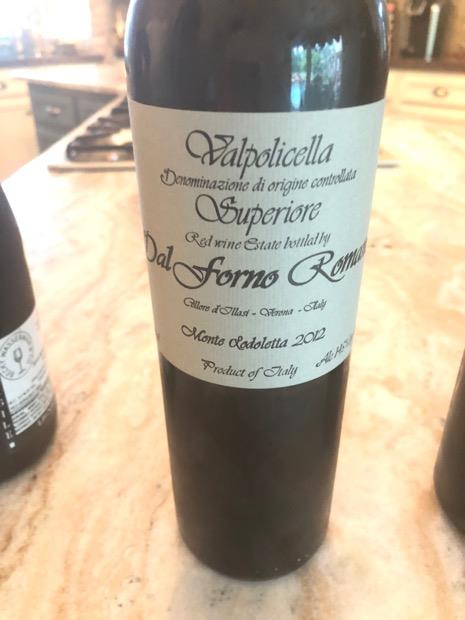 Valpolicella
Denominazione di origine controllata
Superiore
Red wine Estate bottled by
Dal Forno Roma
Cellore d'Illasi - Verona - Italy
Monte Lodoletta 2012
Product of Italy
Alc.